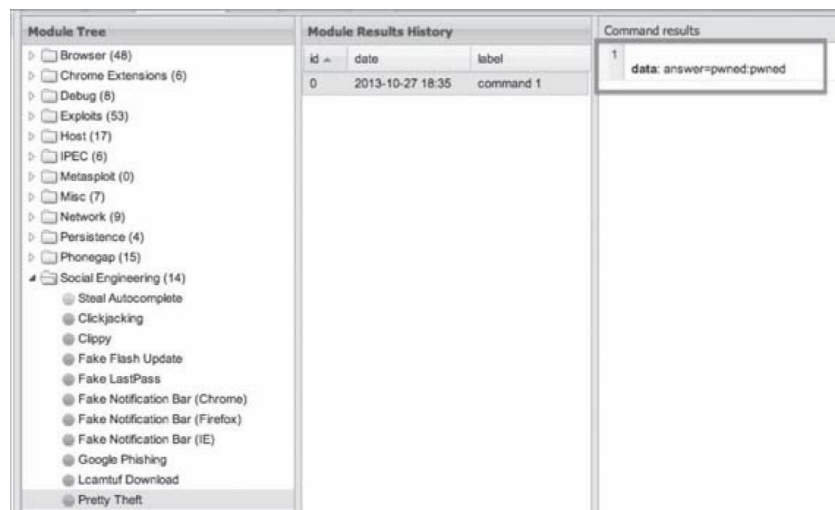 Module Tree
Browser (48)
Chrome Extensions (6)
Debug (8)
Exploits (53)
Host (17)
IPEC (6)
Metasploit (0)
Misc (7)
Network (9)
Persistence (4)
Phonegap (15)
Social Engineering (14)
Steal Autocomplete
Clickjacking
Clippy
Fake Flash Update
Fake LastPass
Fake Notification Bar (Chrome)
Fake Notification Bar (Firefox)
Fake Notification Bar (IE)
Google Phishing
Lcamtuf Download
Pretty Theft
Module Results History
id date label
0 2013-10-27 18:35 command 1
Command results
1
data: answer=pwned:pwned